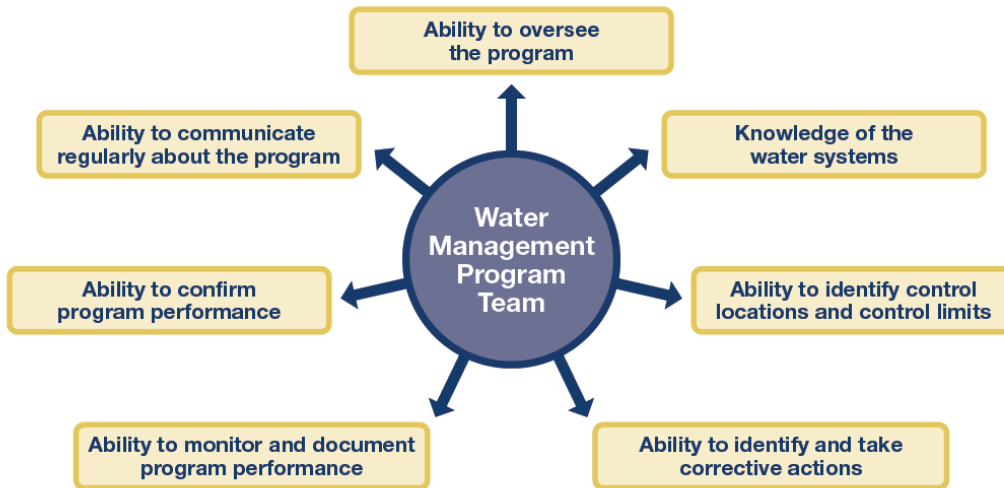 Ability to oversee
the program
Ability to communicate
regularly about the program
Knowledge of the
water systems
Water
Management
Program
Team
Ability to confirm
program performance
Ability to identify control
locations and control limits
Ability to monitor and document
program performance
Ability to identify and take
corrective actions